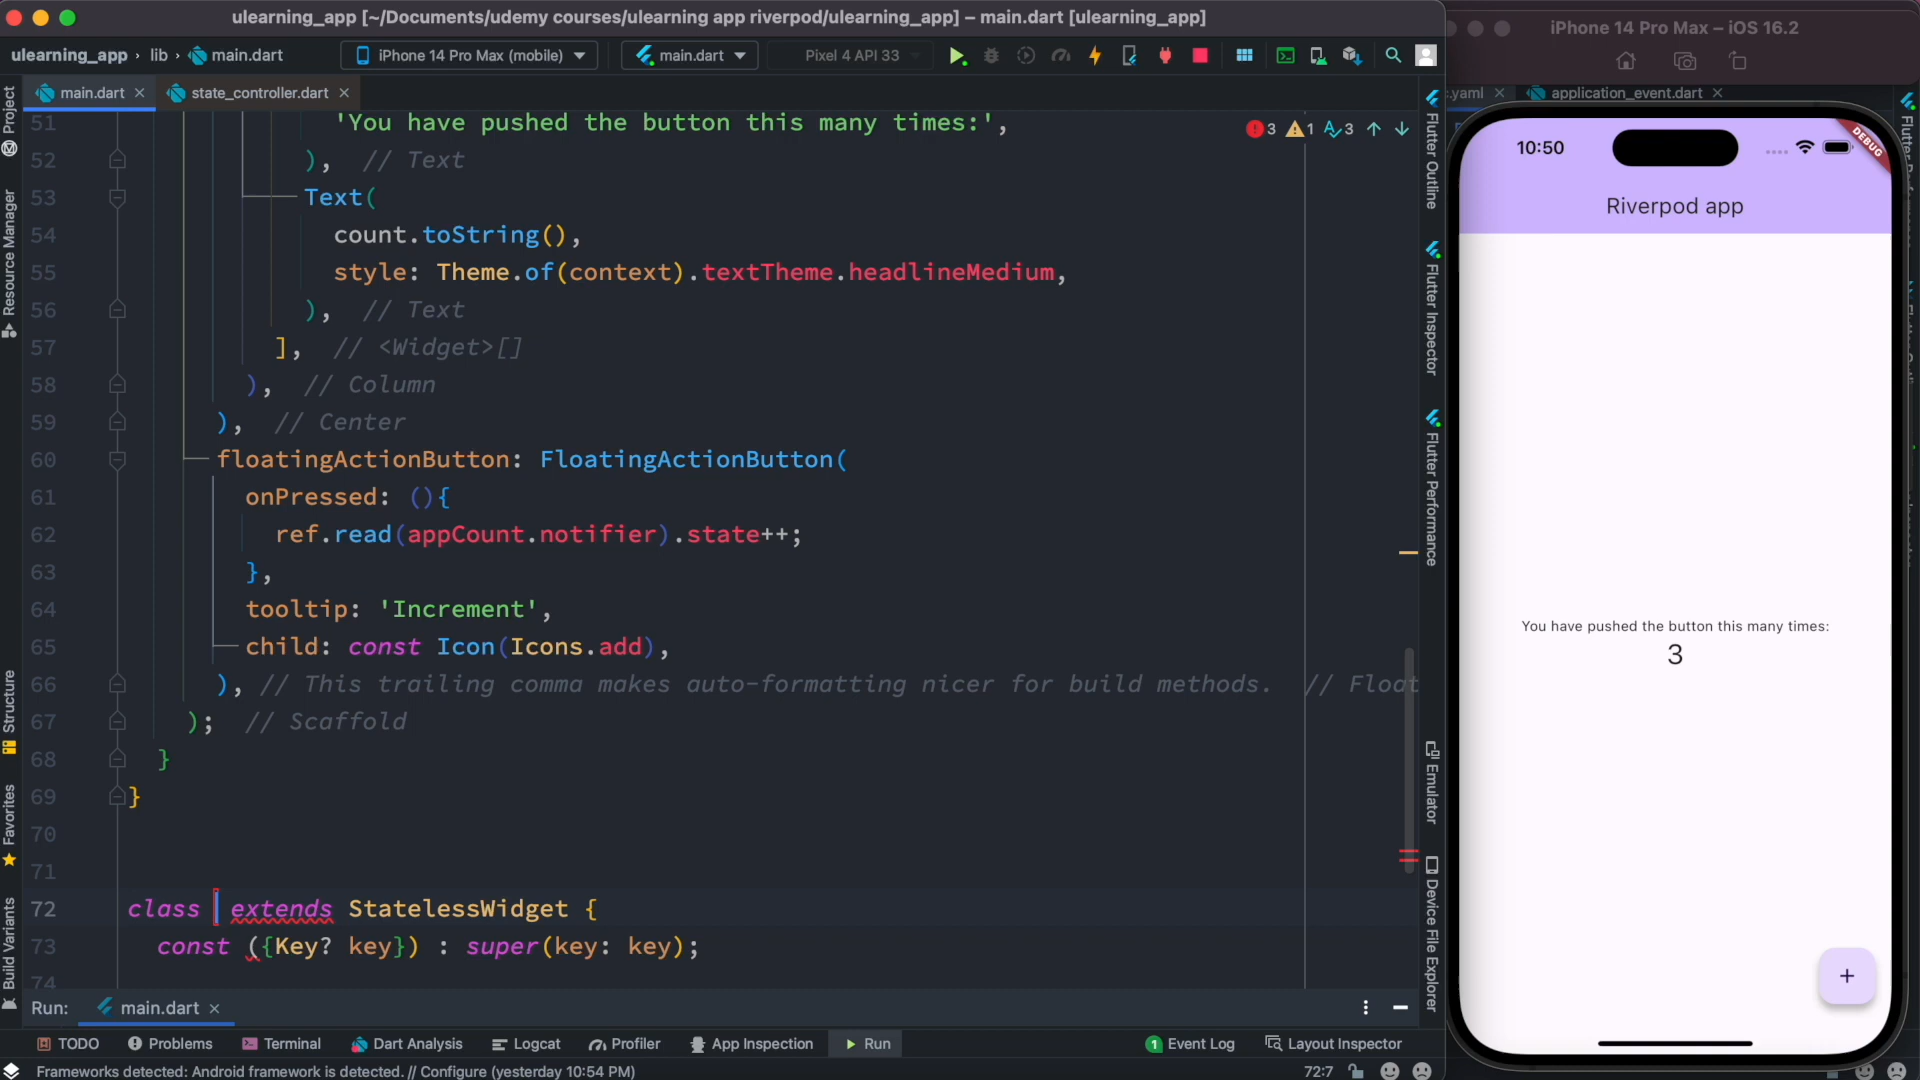 ulearning_app [~/Documents/udemy courses/ulearning app riverpod/ulearning_app] – main.dart [ulearning_app]
iPhone 14 Pro Max – iOS 16.2
ulearning_app › lib › main.dart
iPhone 14 Pro Max (mobile)
main.dart
Pixel 4 API 33
main.dart
state_controller.dart
.yaml
application_event.dart
51 'You have pushed the button this many times:',
3 1 3
52 ), // Text
53 Text(
54 count.toString(),
55 style: Theme.of(context).textTheme.headlineMedium,
56 ), // Text
57 ], // <Widget>[]
58 ), // Column
59 ), // Center
60 floatingActionButton: FloatingActionButton(
61 onPressed: (){
62 ref.read(appCount.notifier).state++;
63 },
64 tooltip: 'Increment',
65 child: const Icon(Icons.add),
66 ), // This trailing comma makes auto-formatting nicer for build methods. // Float
67 ); // Scaffold
68 }
69 }
70
71
72 class extends StatelessWidget {
73 const ({Key? key}) : super(key: key);
74
Project
Resource Manager
Structure
Favorites
Build Variants
Flutter Outline
Flutter Inspector
Flutter Performance
Emulator
Device File Explorer
10:50
DEBUG
Riverpod app
You have pushed the button this many times:
3
+
Run: main.dart
TODO Problems Terminal Dart Analysis Logcat Profiler App Inspection Run 1 Event Log Layout Inspector
Frameworks detected: Android framework is detected. // Configure (yesterday 10:54 PM)
72:7